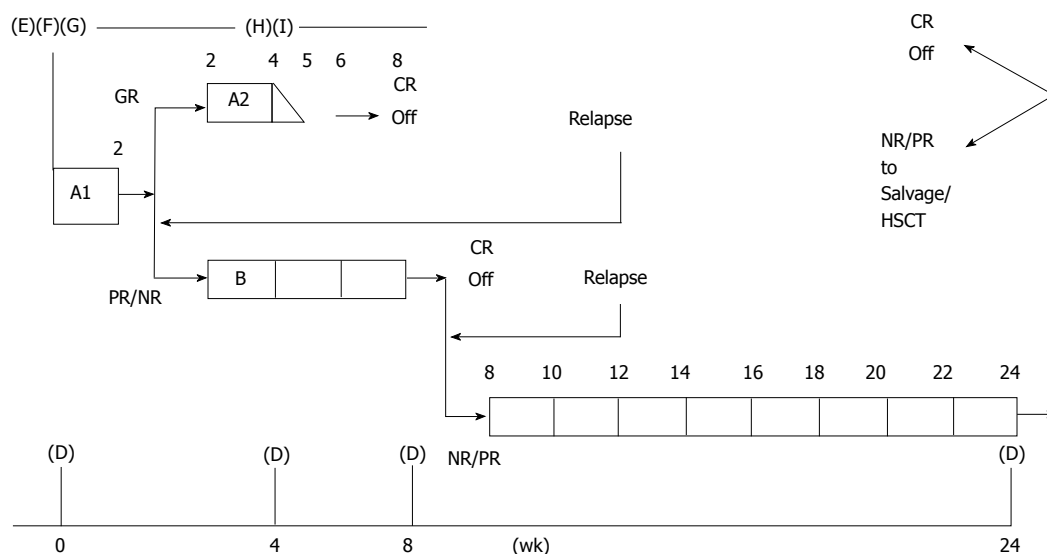 (E)(F)(G) (H)(I)
CR
Off
2 4 5 6 8
GR A2 CR
Off
Relapse
NR/PR
to
Salvage/
HSCT
2
A1
CR
Off
B
PR/NR
Relapse
8 10 12 14 16 18 20 22 24
NR/PR
(D) (D) (D) (D)
0 4 8 (wk) 24